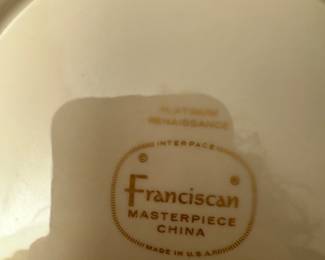 PLATINUM
RENAISSANCE
INTERPACE
© ®
Franciscan
MASTERPIECE
CHINA
MADE IN U.S.A.